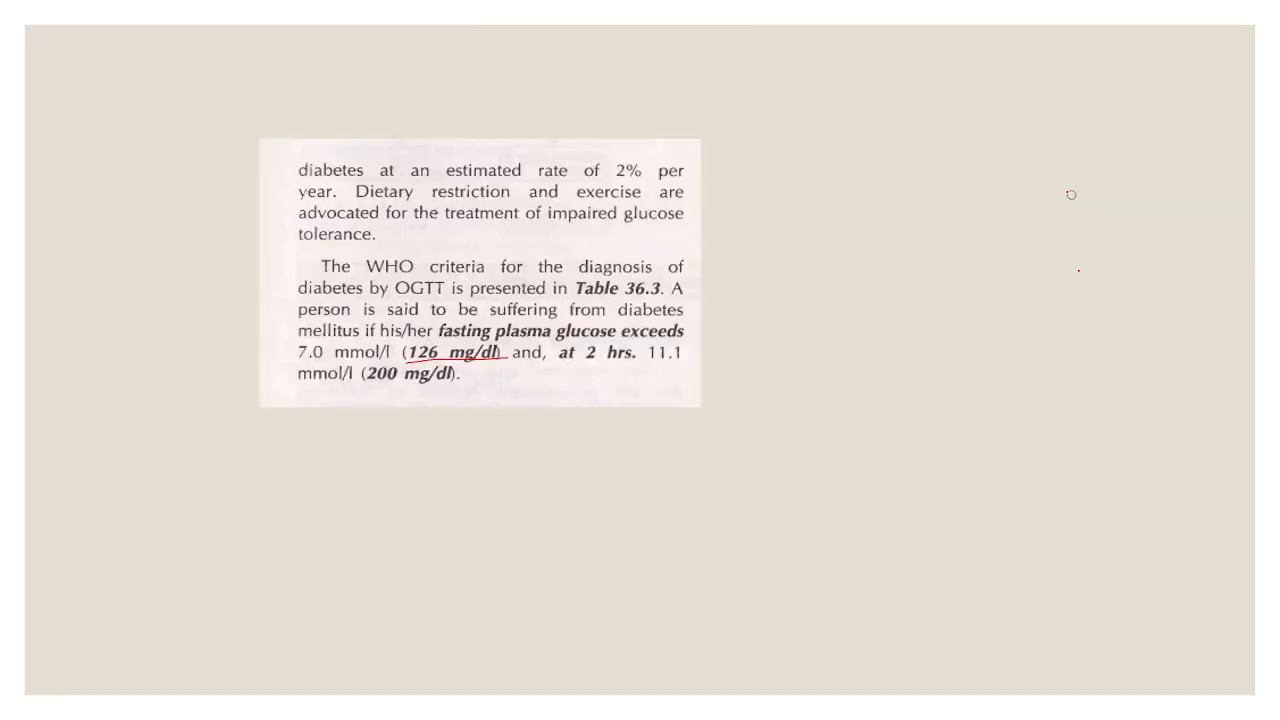 diabetes at an estimated rate of 2% per
year. Dietary restriction and exercise are
advocated for the treatment of impaired glucose
tolerance.
The WHO criteria for the diagnosis of
diabetes by OGTT is presented in Table 36.3. A
person is said to be suffering from diabetes
mellitus if his/her fasting plasma glucose exceeds
7.0 mmol/l (126 mg/dl) and, at 2 hrs. 11.1
mmol/l (200 mg/dl).